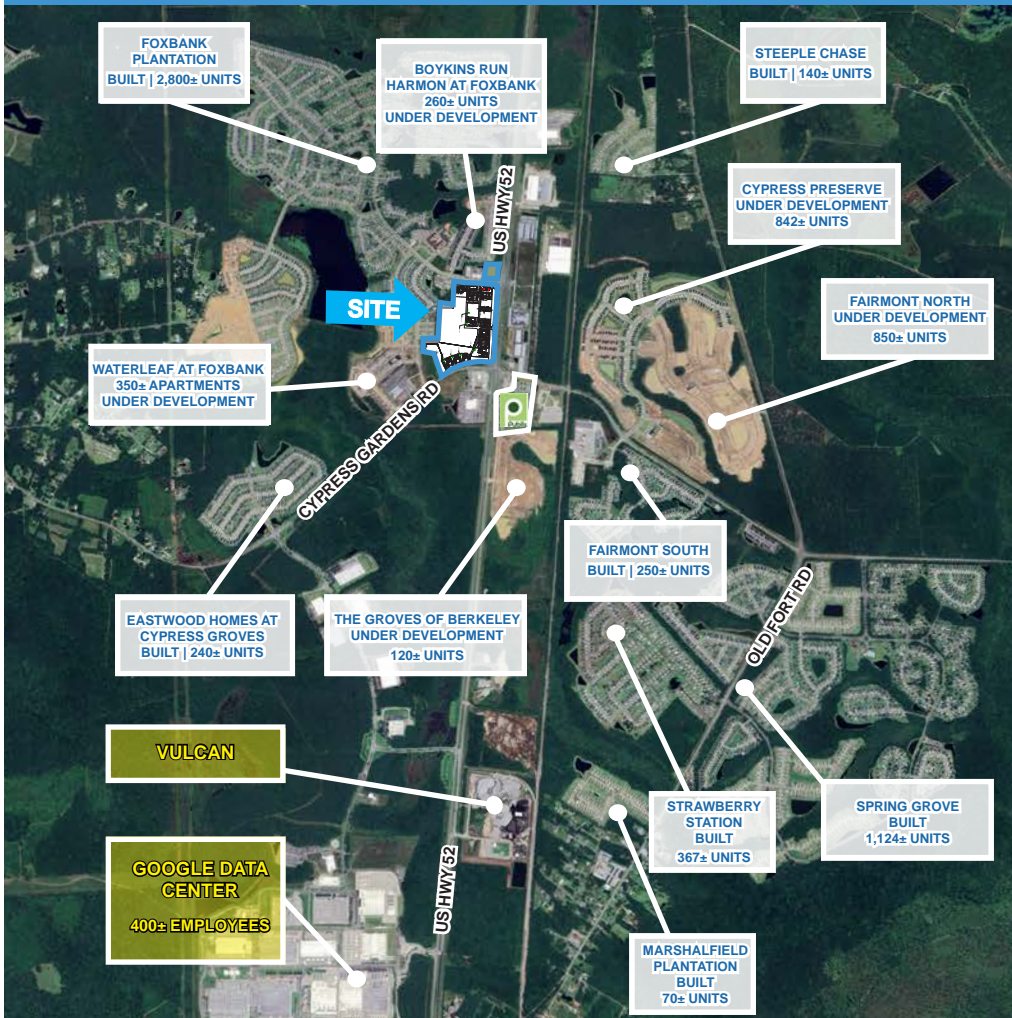 FOXBANK
PLANTATION
BUILT | 2,800± UNITS
BOYKINS RUN
HARMON AT FOXBANK
260± UNITS
UNDER DEVELOPMENT
STEEPLE CHASE
BUILT | 140± UNITS
US HWY 52
CYPRESS PRESERVE
UNDER DEVELOPMENT
842± UNITS
SITE
FAIRMONT NORTH
UNDER DEVELOPMENT
850± UNITS
WATERLEAF AT FOXBANK
350± APARTMENTS
UNDER DEVELOPMENT
CYPRESS GARDENS RD
FAIRMONT SOUTH
BUILT | 250± UNITS
OLD FORT RD
EASTWOOD HOMES AT
CYPRESS GROVES
BUILT | 240± UNITS
THE GROVES OF BERKELEY
UNDER DEVELOPMENT
120± UNITS
VULCAN
STRAWBERRY
STATION
BUILT
367± UNITS
SPRING GROVE
BUILT
1,124± UNITS
GOOGLE DATA
CENTER
400± EMPLOYEES
US HWY 52
MARSHALFIELD
PLANTATION
BUILT
70± UNITS